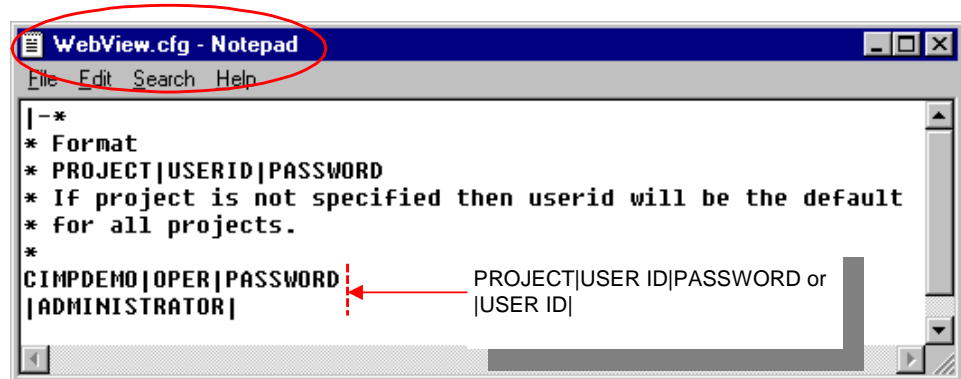 WebView.cfg - Notepad
File Edit Search Help
|-*
* Format
* PROJECT|USERID|PASSWORD
* If project is not specified then userid will be the default
* for all projects.
*
CIMPDEMO|OPER|PASSWORD
|ADMINISTRATOR|
PROJECT|USER ID|PASSWORD or
|USER ID|